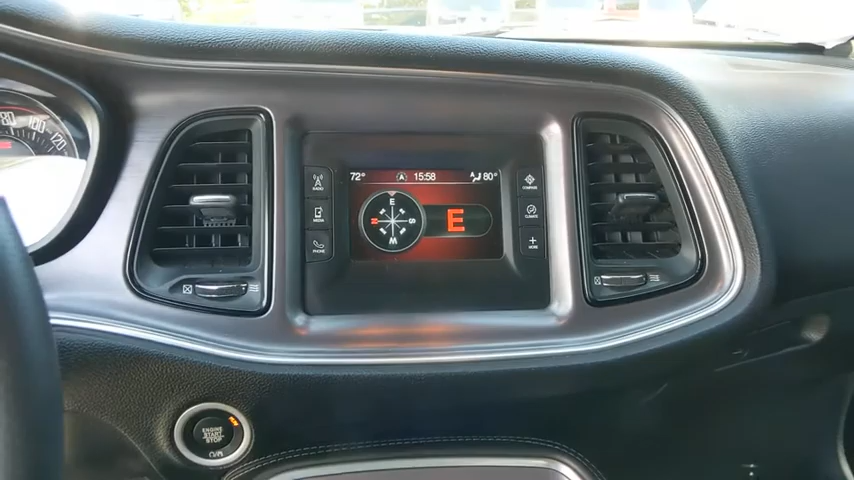 80 100 120
72° A 15:58 80°
RADIO
MEDIA
PHONE
E
N
S
W
E
COMPASS
CLIMATE
MORE
ENGINE
START
STOP